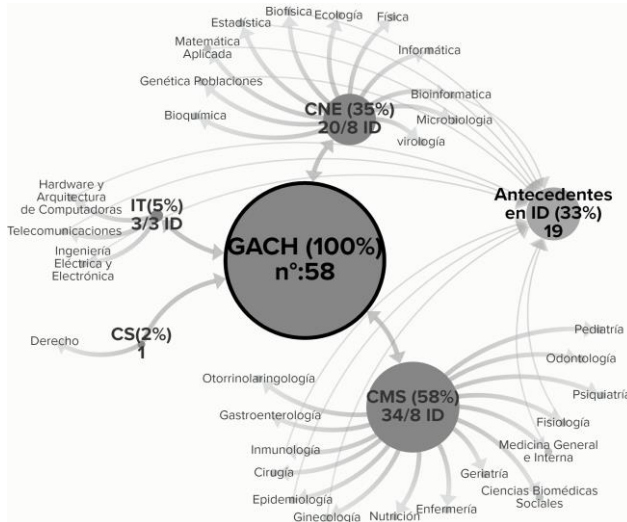 Biofísica
Ecología
Física
Estadística
Matemática
Aplicada
Informática
Genética Poblaciones
Bioinformatica
Bioquímica
CNE (35%)
20/8 ID
Microbiologia
virología
Hardware y
Arquitectura
de Computadoras
IT(5%)
3/3 ID
Antecedentes
en ID (33%)
19
Telecomunicaciones
Ingeniería
Eléctrica y
Electrónica
GACH (100%)
n°:58
Derecho
CS(2%)
1
Pediatría
Odontología
Otorrinolaringología
CMS (58%)
34/8 ID
Psiquiatría
Gastroenterología
Fisiología
Inmunología
Medicina General
e Interna
Cirugía
Geriatría
Epidemiología
Ciencias Biomédicas
Sociales
Ginecología
Nutrición
Enfermería